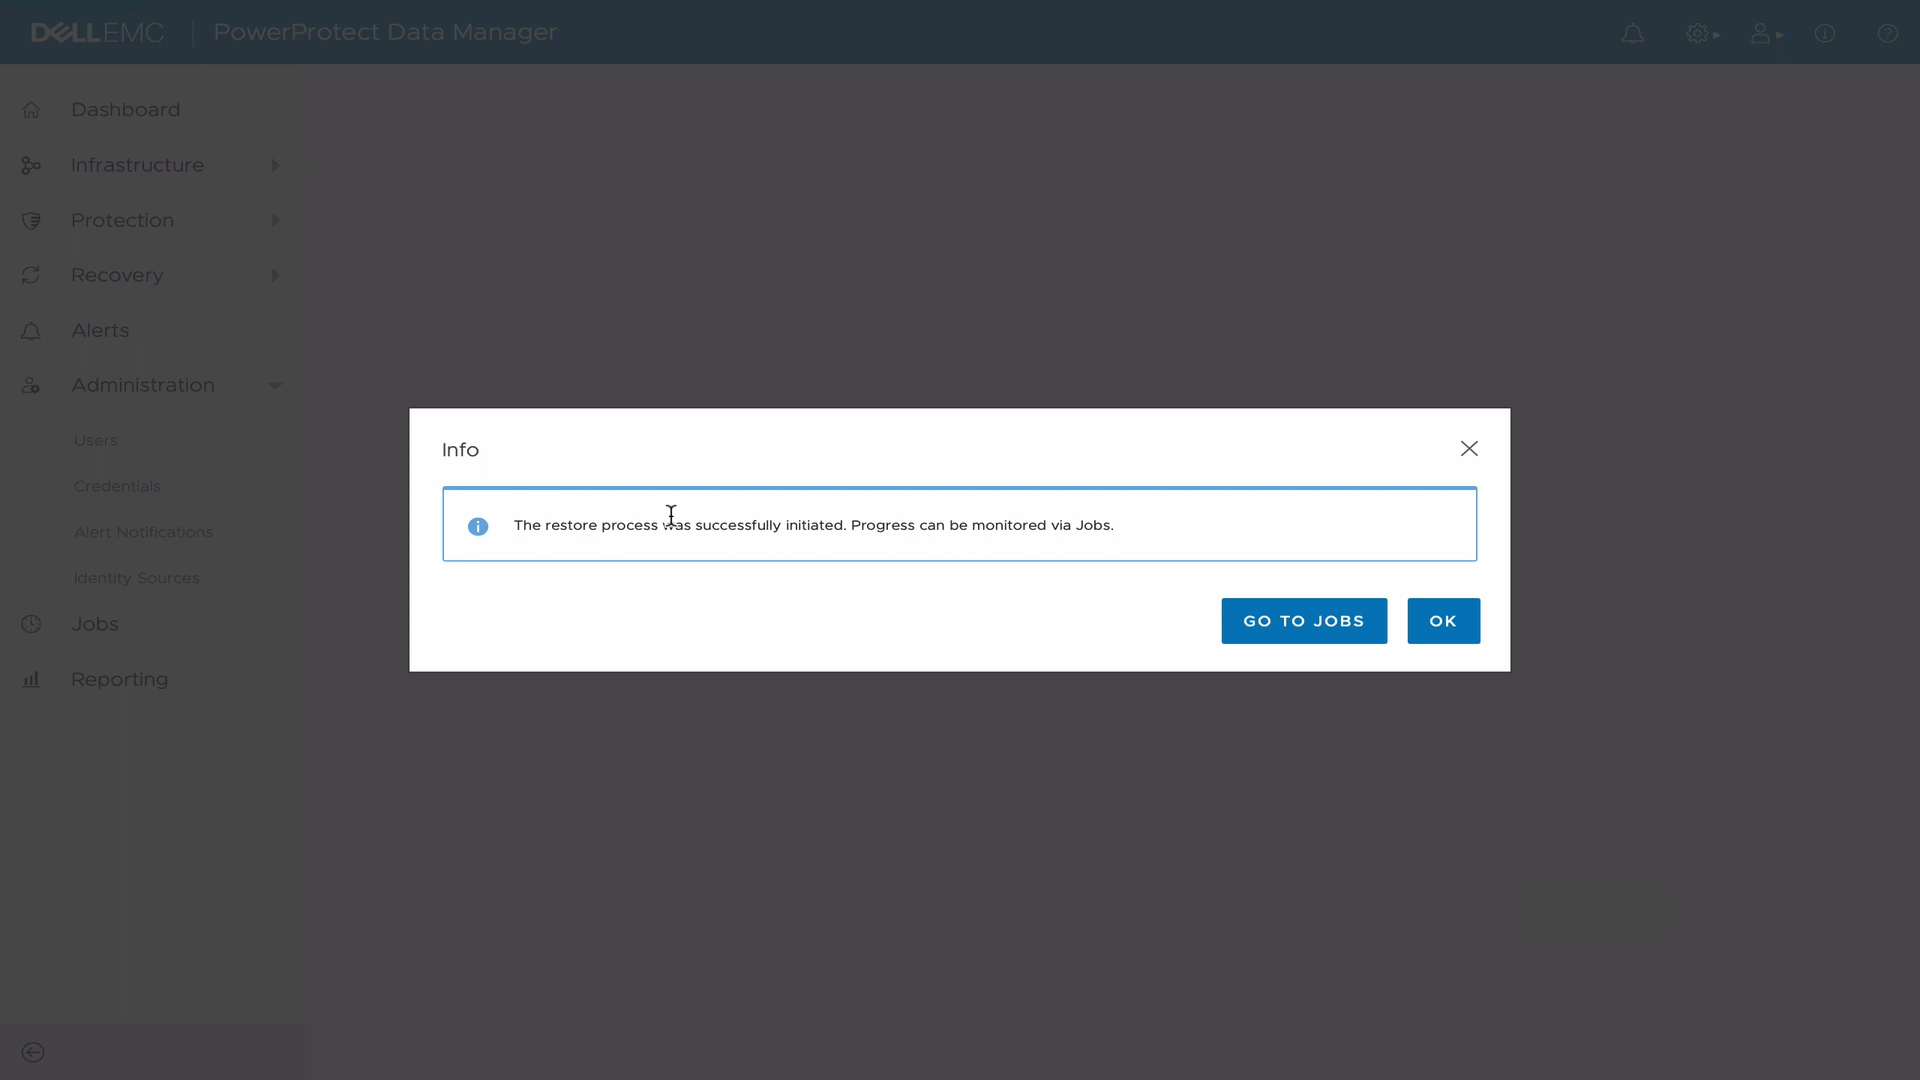 DELLEMC
PowerProtect Data Manager
Dashboard
Infrastructure
Protection
Recovery
Alerts
Administration
Users
Credentials
Alert Notifications
Identity Sources
Jobs
Reporting
Info
The restore process was successfully initiated. Progress can be monitored via Jobs.
GO TO JOBS
OK